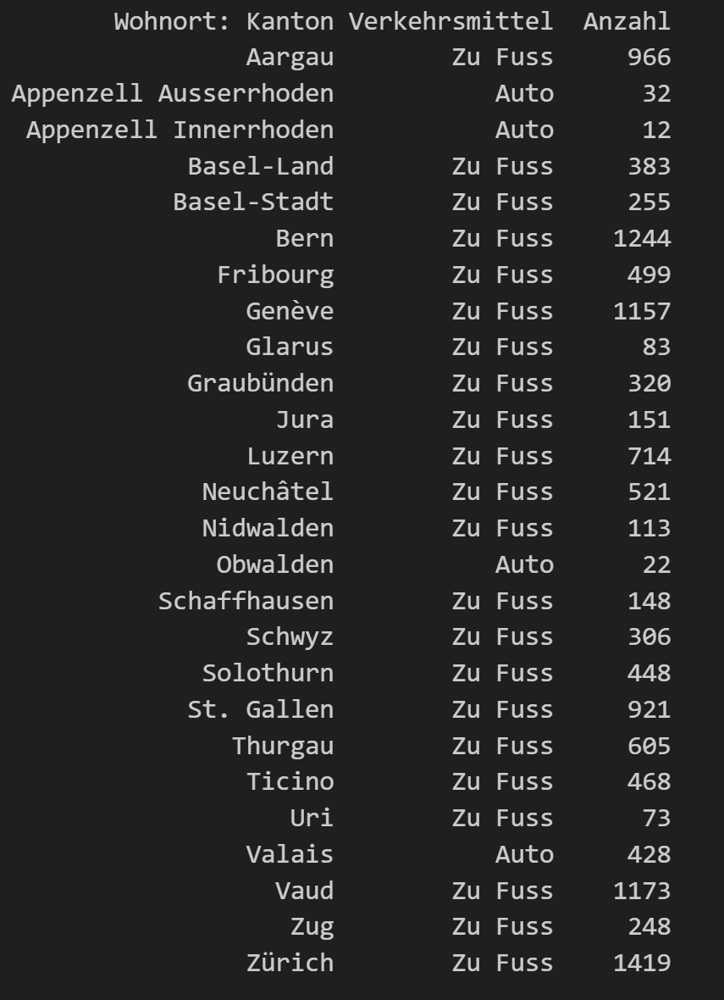 Wohnort: Kanton Verkehrsmittel Anzahl
Aargau Zu Fuss 966
Appenzell Ausserrhoden Auto 32
Appenzell Innerrhoden Auto 12
Basel-Land Zu Fuss 383
Basel-Stadt Zu Fuss 255
Bern Zu Fuss 1244
Fribourg Zu Fuss 499
Genève Zu Fuss 1157
Glarus Zu Fuss 83
Graubünden Zu Fuss 320
Jura Zu Fuss 151
Luzern Zu Fuss 714
Neuchâtel Zu Fuss 521
Nidwalden Zu Fuss 113
Obwalden Auto 22
Schaffhausen Zu Fuss 148
Schwyz Zu Fuss 306
Solothurn Zu Fuss 448
St. Gallen Zu Fuss 921
Thurgau Zu Fuss 605
Ticino Zu Fuss 468
Uri Zu Fuss 73
Valais Auto 428
Vaud Zu Fuss 1173
Zug Zu Fuss 248
Zürich Zu Fuss 1419